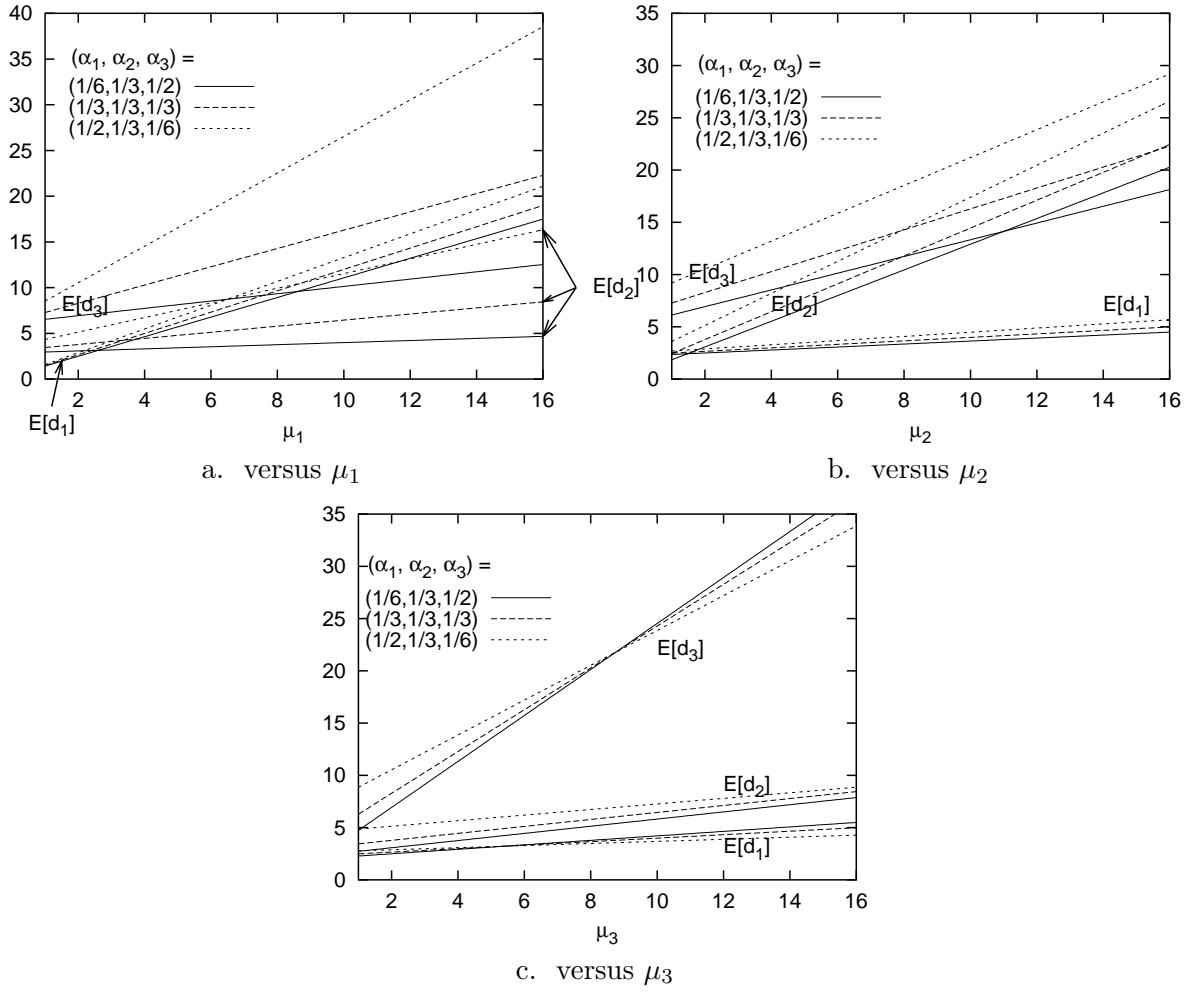 40
35
30
25
20
15
10
5
0
(α1, α2, α3) =
(1/6,1/3,1/2)
(1/3,1/3,1/3)
(1/2,1/3,1/6)
E[d3]
E[d2]
E[d1]
2 4 6 8 10 12 14 16
μ1
a. versus μ1
35
30
25
20
15
10
5
0
(α1, α2, α3) =
(1/6,1/3,1/2)
(1/3,1/3,1/3)
(1/2,1/3,1/6)
E[d3]
E[d2]
E[d1]
2 4 6 8 10 12 14 16
μ2
b. versus μ2
35
30
25
20
15
10
5
0
(α1, α2, α3) =
(1/6,1/3,1/2)
(1/3,1/3,1/3)
(1/2,1/3,1/6)
E[d3]
E[d2]
E[d1]
2 4 6 8 10 12 14 16
μ3
c. versus μ3